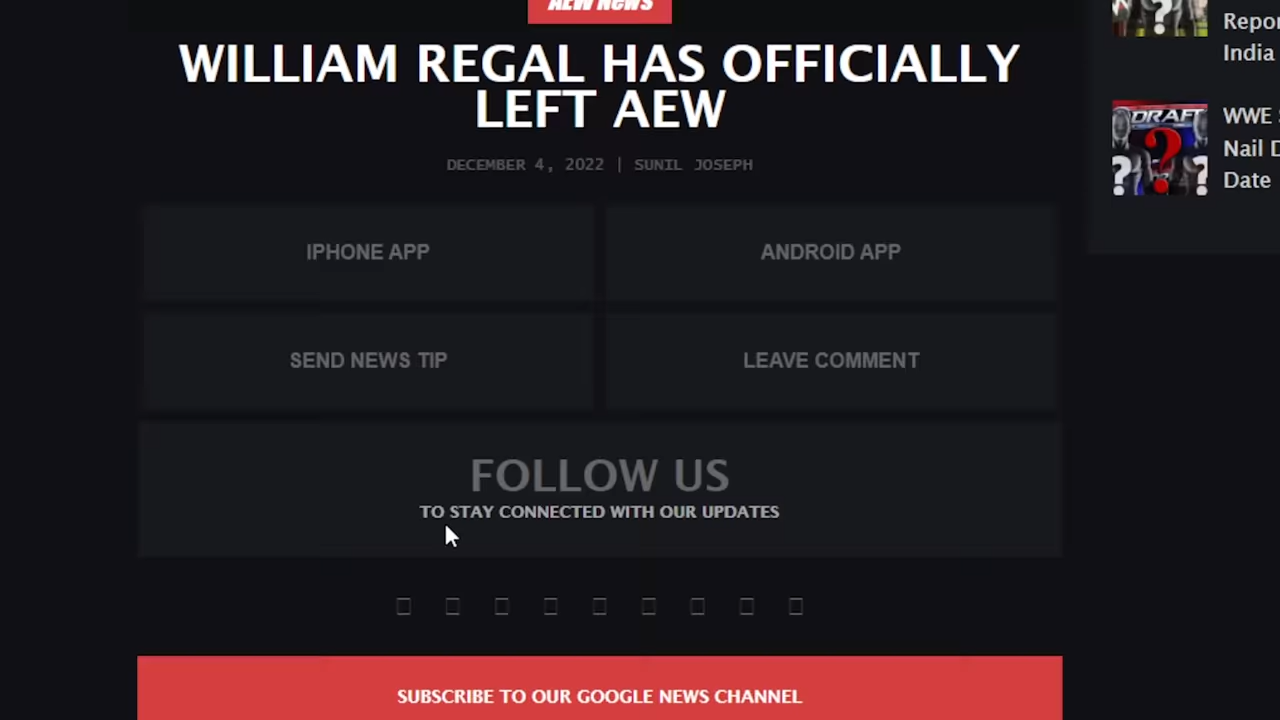 AEW News
WILLIAM REGAL HAS OFFICIALLY
LEFT AEW
DECEMBER 4, 2022 | SUNIL JOSEPH
IPHONE APP
ANDROID APP
SEND NEWS TIP
LEAVE COMMENT
FOLLOW US
TO STAY CONNECTED WITH OUR UPDATES
SUBSCRIBE TO OUR GOOGLE NEWS CHANNEL
Repor
India
DRAFT
WWE
Nail D
Date